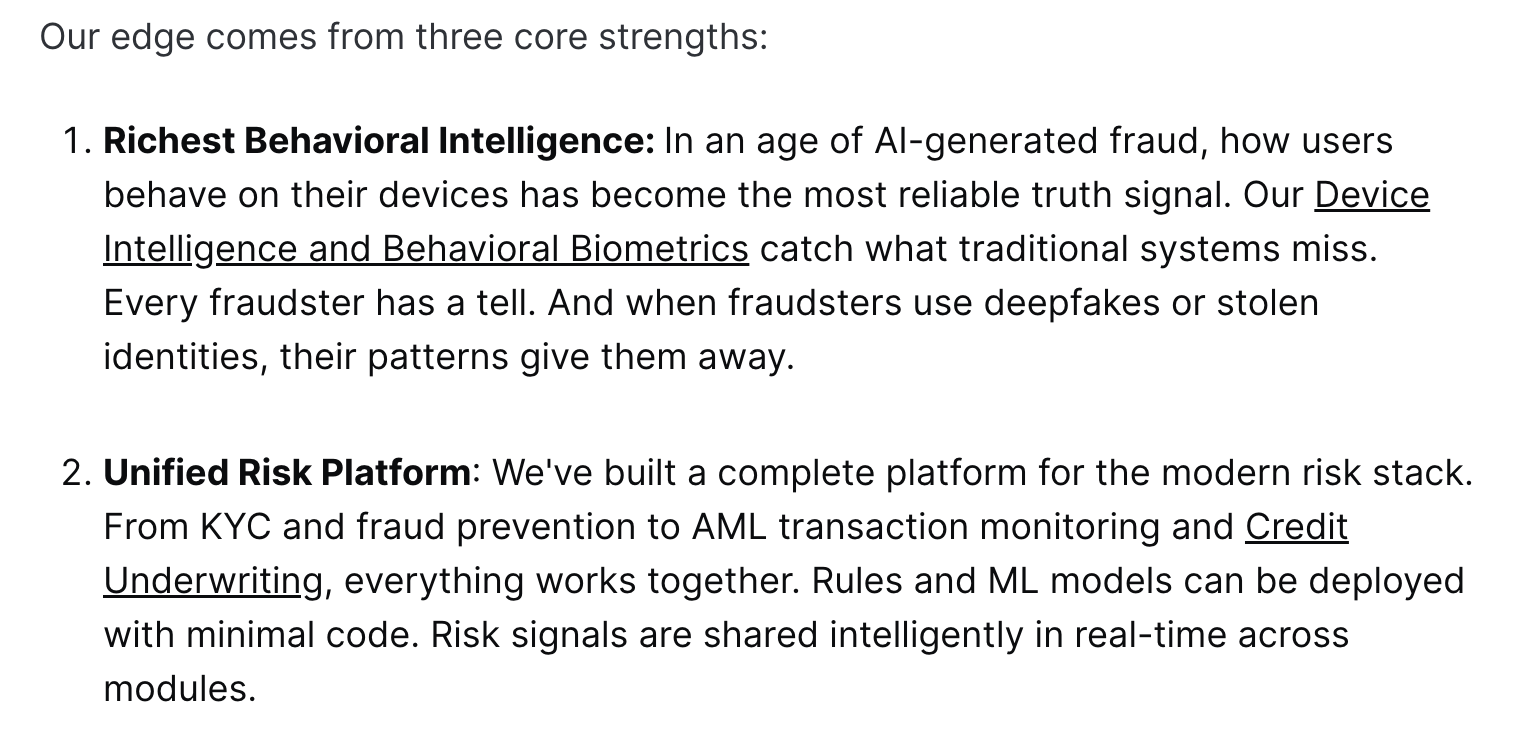 Our edge comes from three core strengths:
1. Richest Behavioral Intelligence: In an age of AI-generated fraud, how users
behave on their devices has become the most reliable truth signal. Our Device
Intelligence and Behavioral Biometrics catch what traditional systems miss.
Every fraudster has a tell. And when fraudsters use deepfakes or stolen
identities, their patterns give them away.
2. Unified Risk Platform: We've built a complete platform for the modern risk stack.
From KYC and fraud prevention to AML transaction monitoring and Credit
Underwriting, everything works together. Rules and ML models can be deployed
with minimal code. Risk signals are shared intelligently in real-time across
modules.